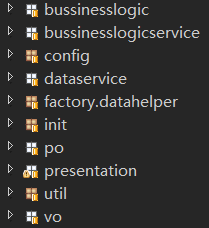 bussinesslogic
bussinesslogicservice
config
dataservice
factory.datahelper
init
po
presentation
util
vo